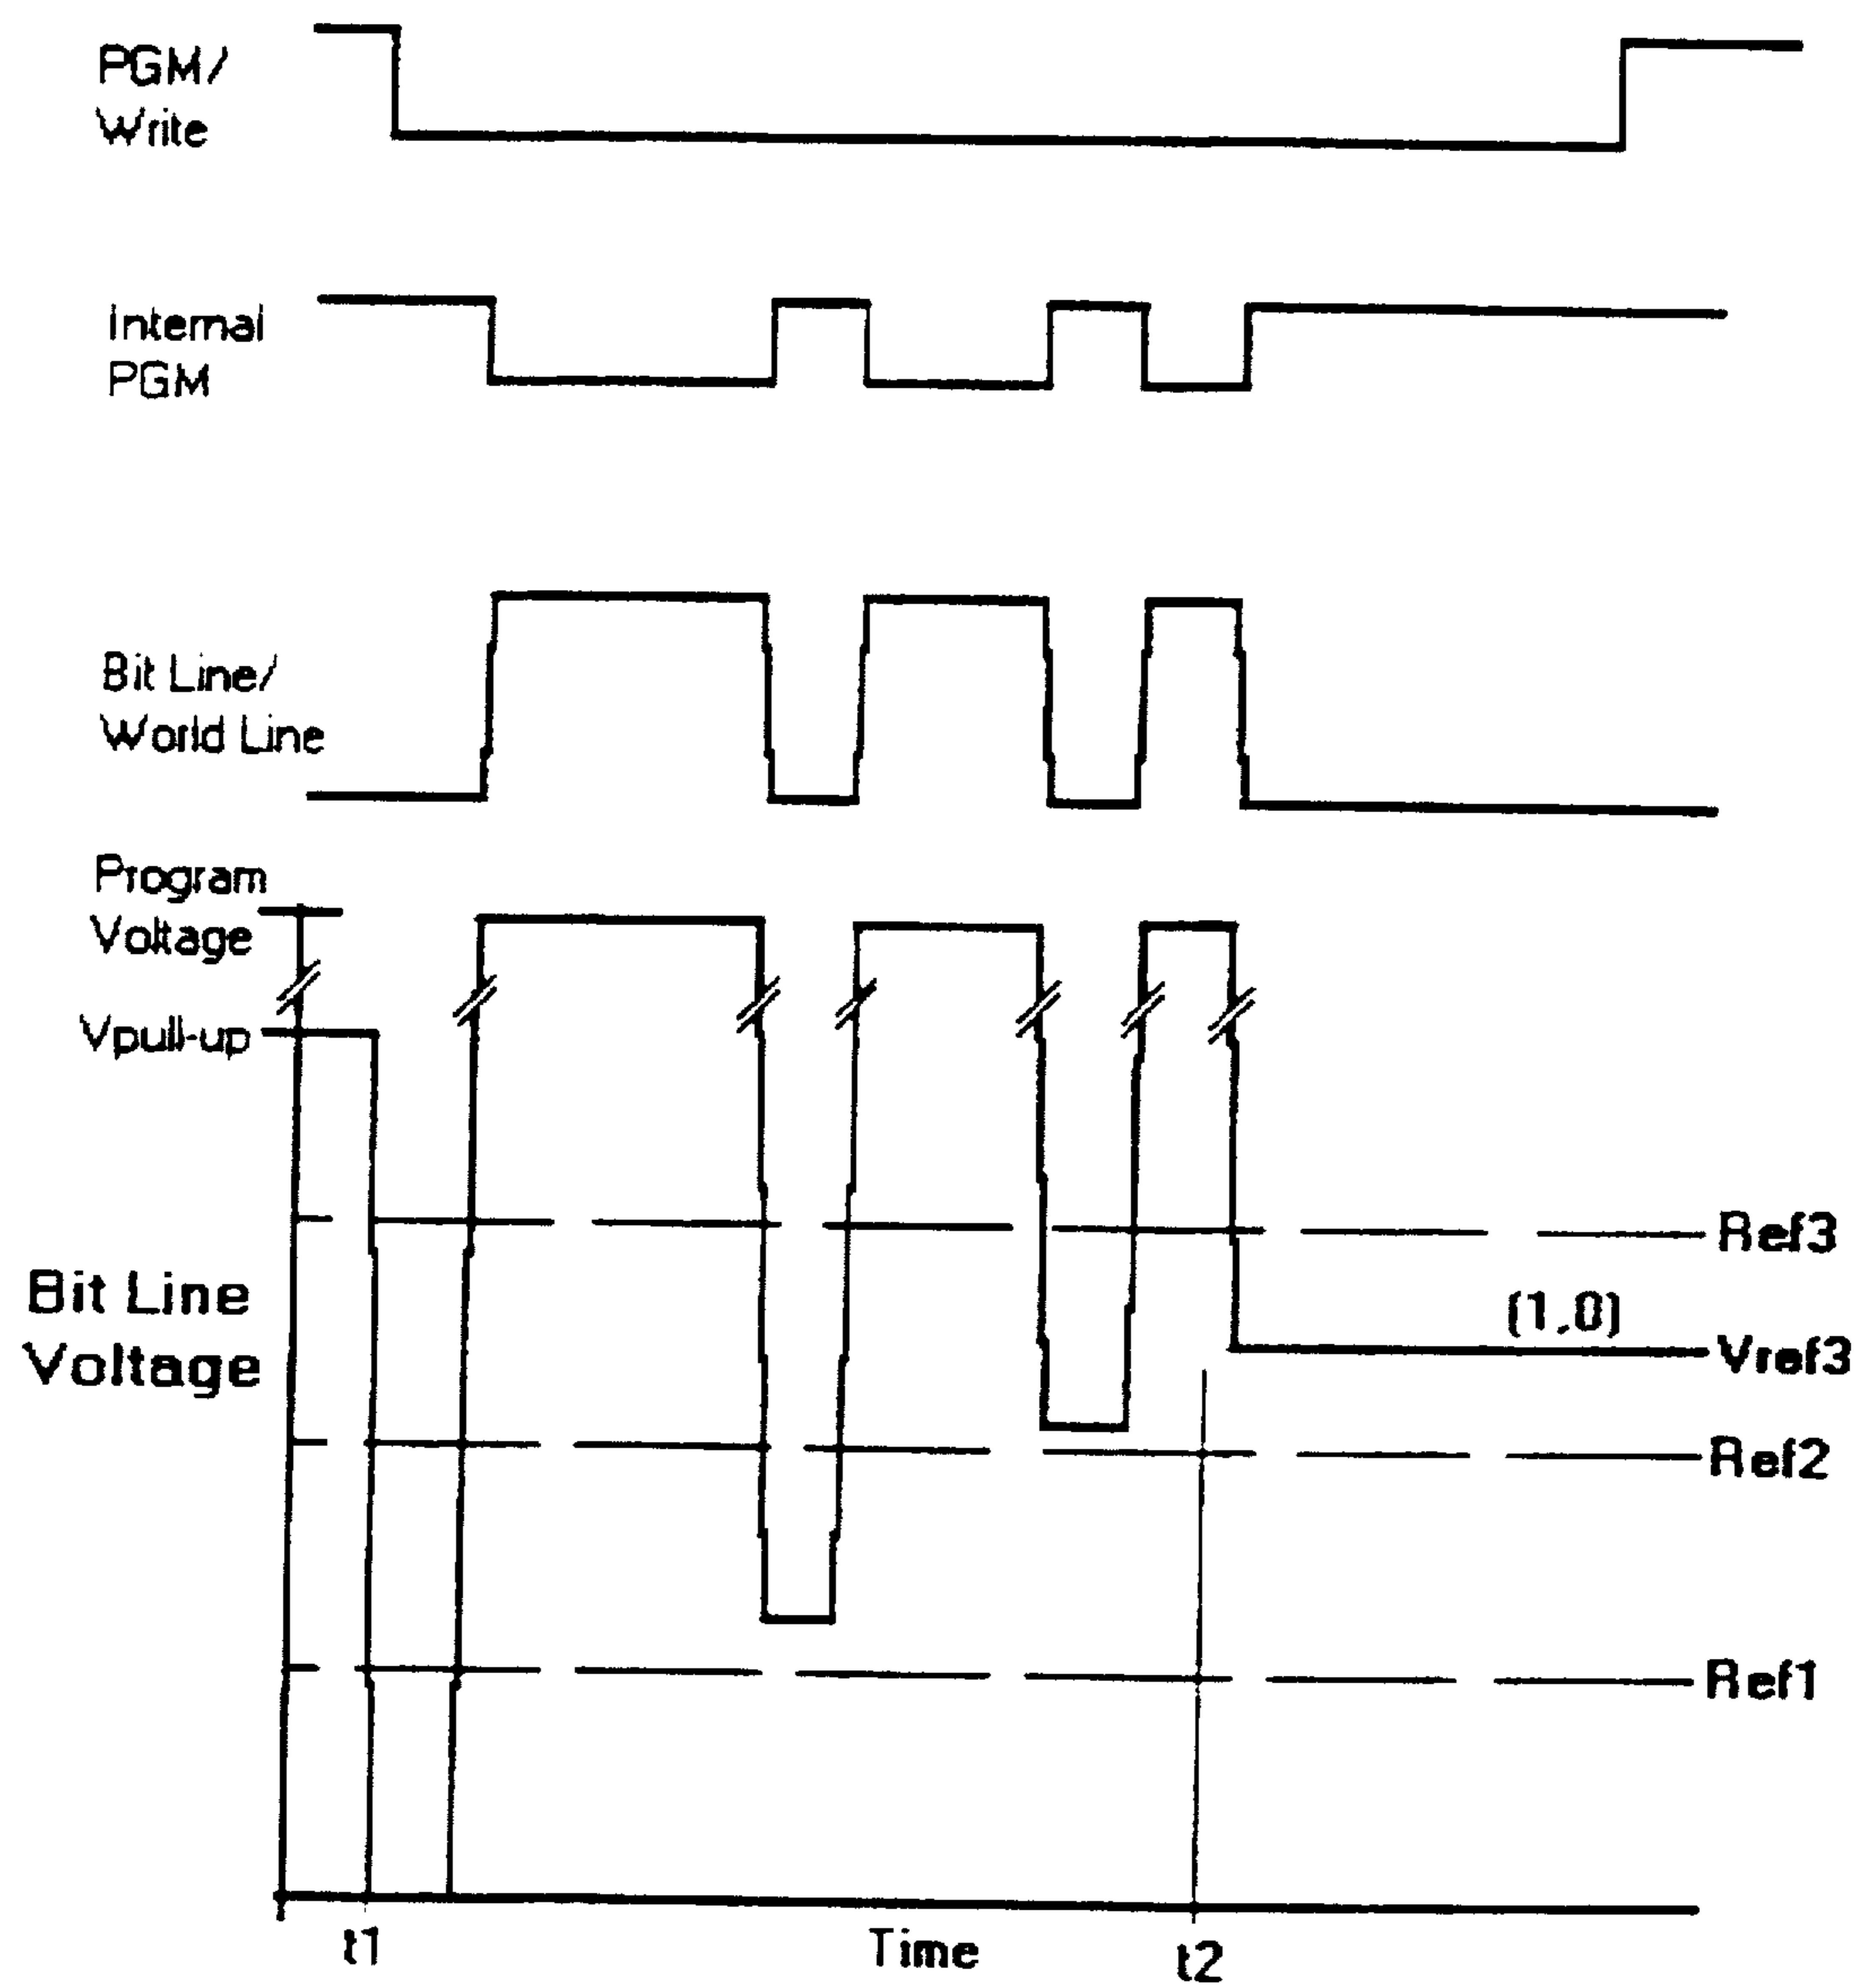 PGM/
Write
Internal
PGM
Bit Line/
World Line
Program
Voltage
Vpull-up
Ref3
Bit Line
Voltage
(1,0)
Vref3
Ref2
Ref1
t1
Time
t2